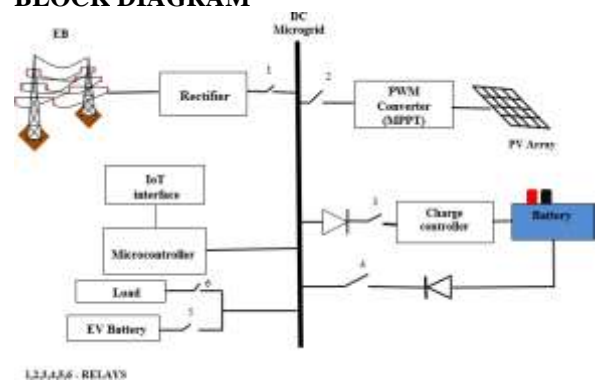 BLOCK DIAGRAM
DC
Microgrid
EB
1
2
Rectifier
PWM
Converter
(MPPT)
PV Array
IoT
interface
3
Charge
controller
Battery
Microcontroller
4
Load
6
EV Battery
5
1,2,3,4,5,6 - RELAYS